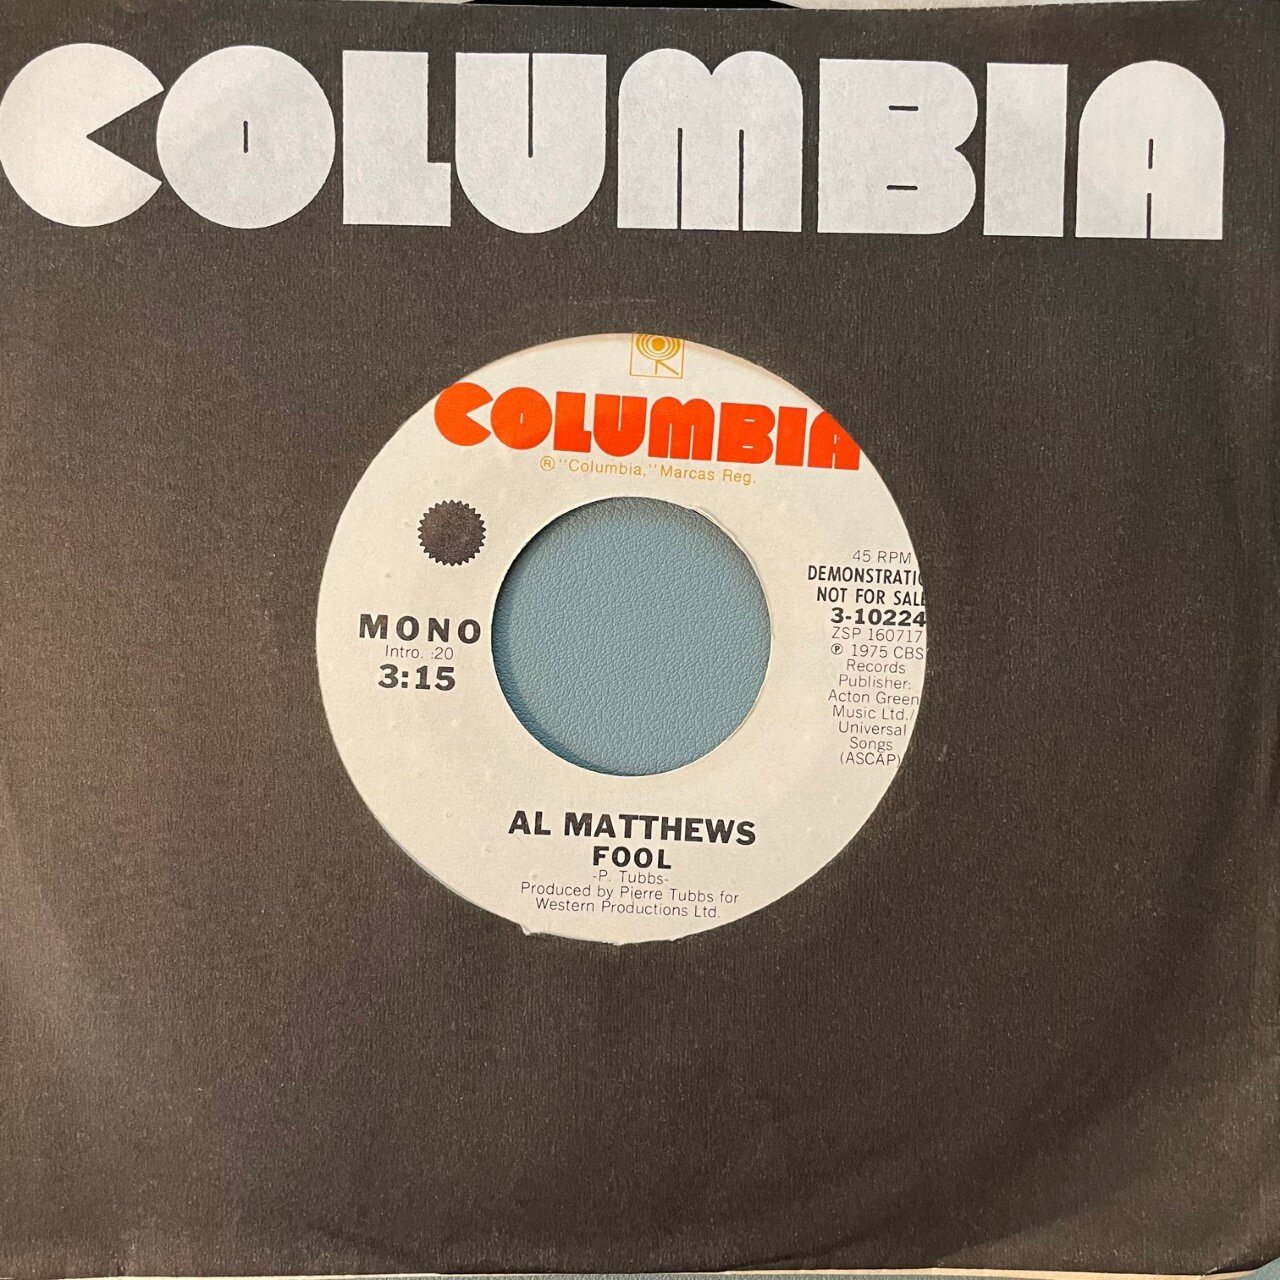 COLUMBIA
COLUMBIA
® "Columbia," Marcas Reg.
MONO
Intro. :20
3:15
45 RPM
DEMONSTRATI
NOT FOR SALE
3-10224
ZSP 160717
℗ 1975 CBS
Records
Publisher:
Acton Green
Music Ltd./
Universal
Songs
(ASCAP)
AL MATTHEWS
FOOL
-P. Tubbs-
Produced by Pierre Tubbs for
Western Productions Ltd.